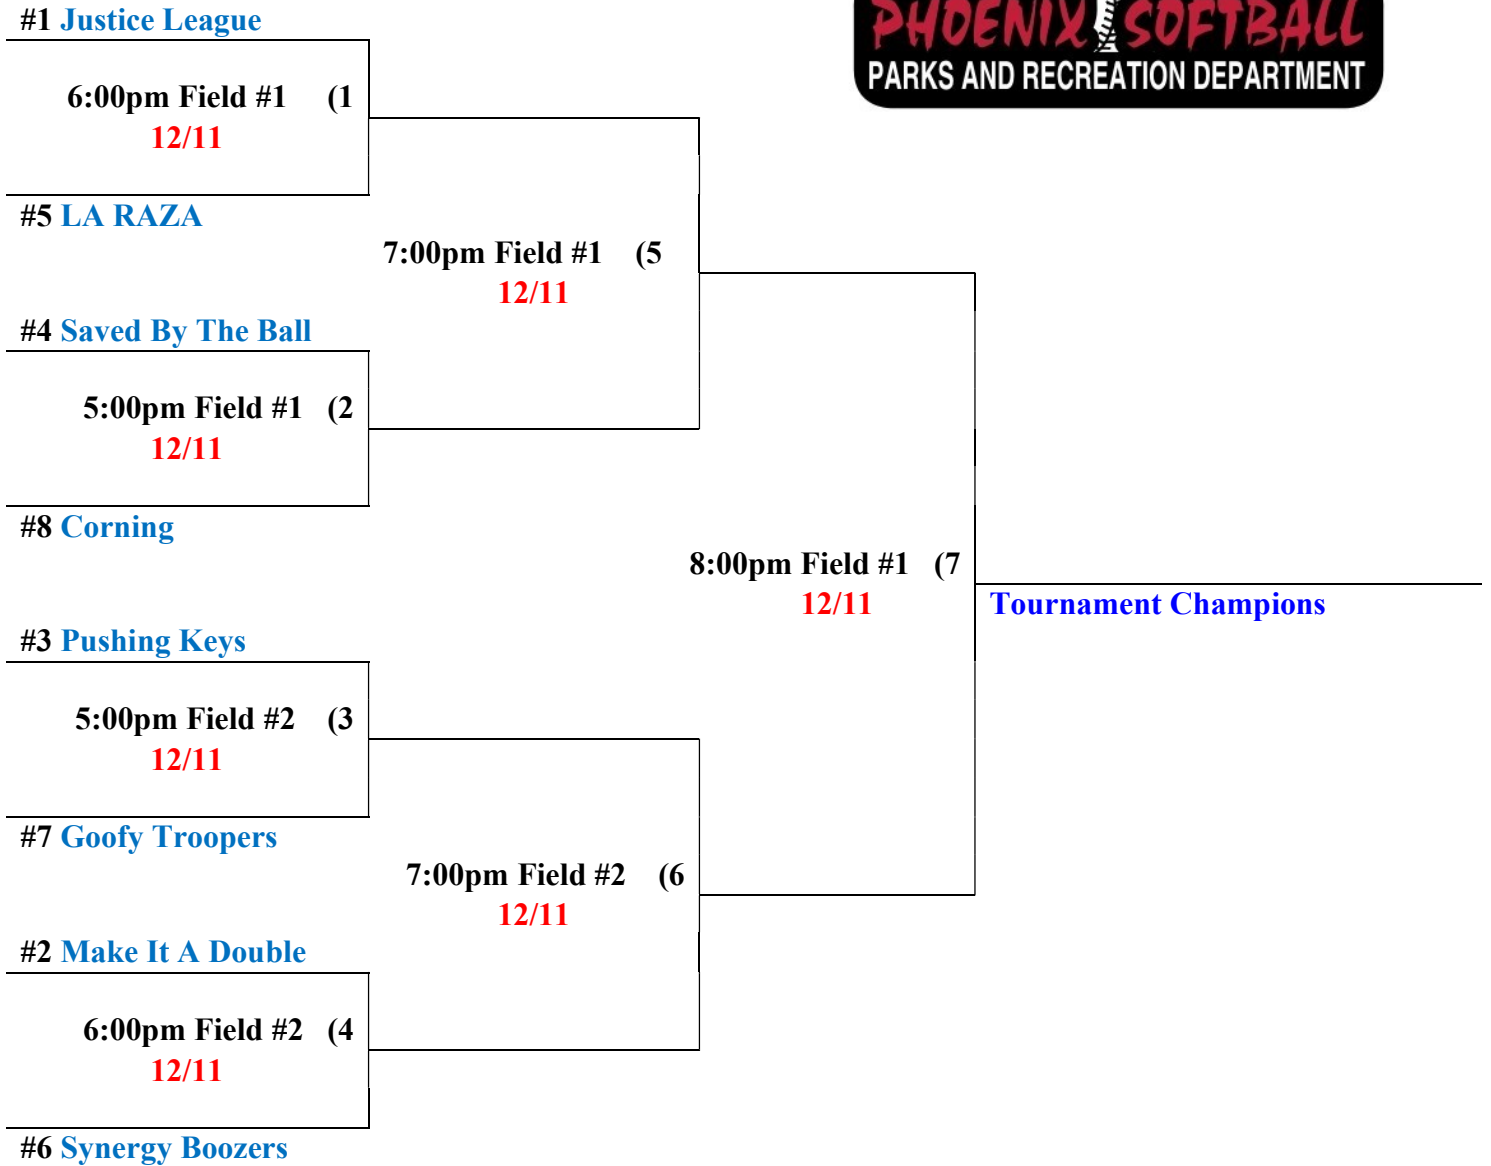 #1 Justice League
PHOENIX SOFTBALL
PARKS AND RECREATION DEPARTMENT
6:00pm Field #1 (1
12/11
#5 LA RAZA
7:00pm Field #1 (5
12/11
#4 Saved By The Ball
5:00pm Field #1 (2
12/11
#8 Corning
8:00pm Field #1 (7
12/11
Tournament Champions
#3 Pushing Keys
5:00pm Field #2 (3
12/11
#7 Goofy Troopers
7:00pm Field #2 (6
12/11
#2 Make It A Double
6:00pm Field #2 (4
12/11
#6 Synergy Boozers